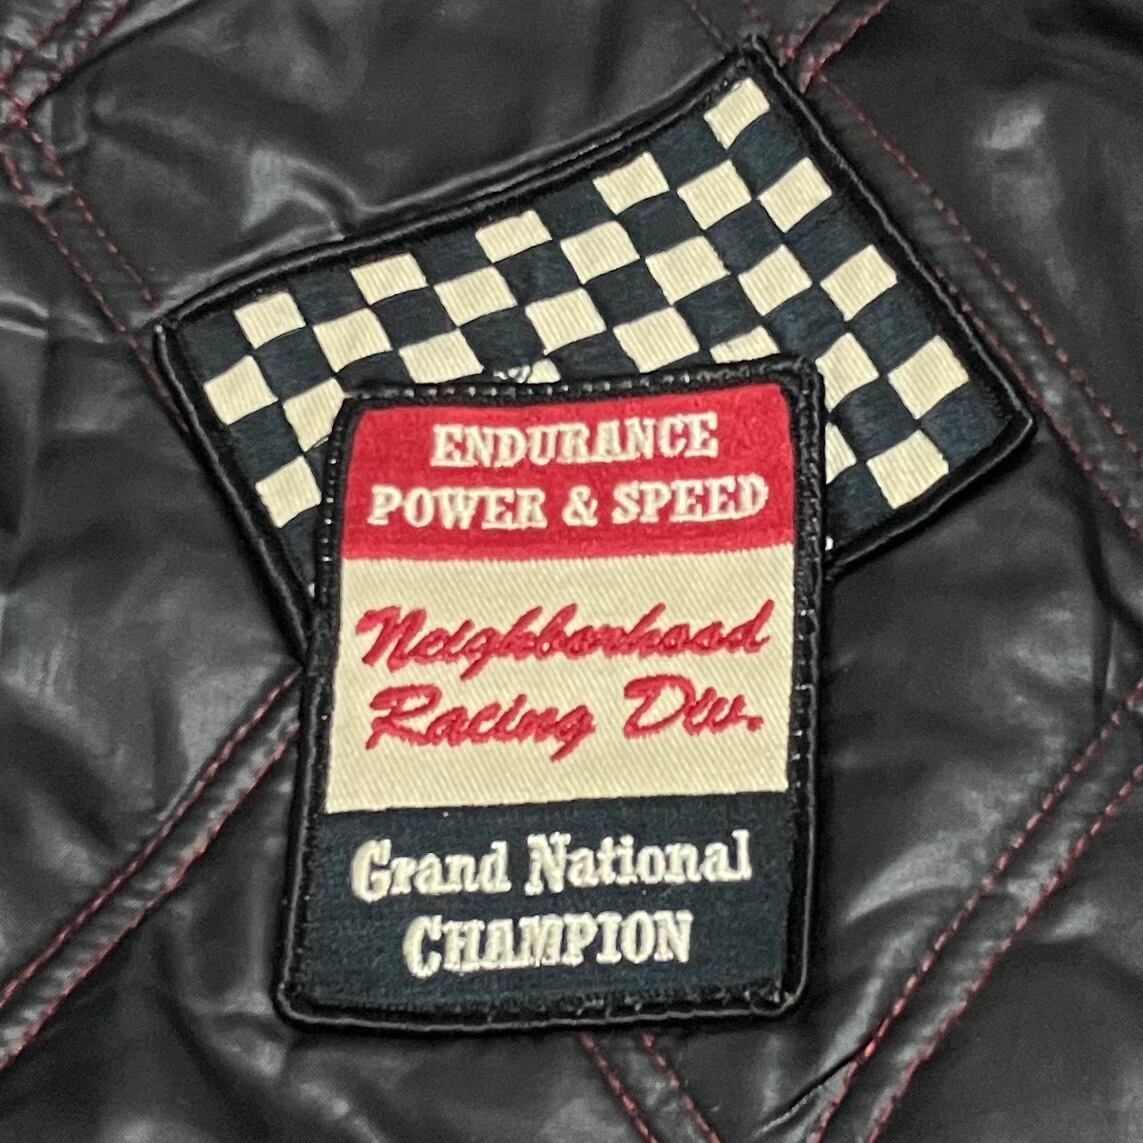 ENDURANCE
POWER & SPEED
Neighborhood
Racing Div.
Grand National
CHAMPION